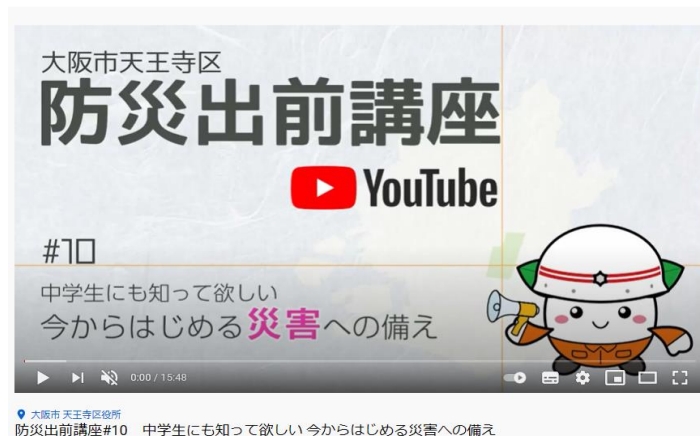 大阪市天王寺区
防災出前講座
YouTube
#10
中学生にも知って欲しい
今からはじめる災害への備え
0:00 / 15:48
大阪市 天王寺区役所
防災出前講座#10　中学生にも知って欲しい 今からはじめる災害への備え